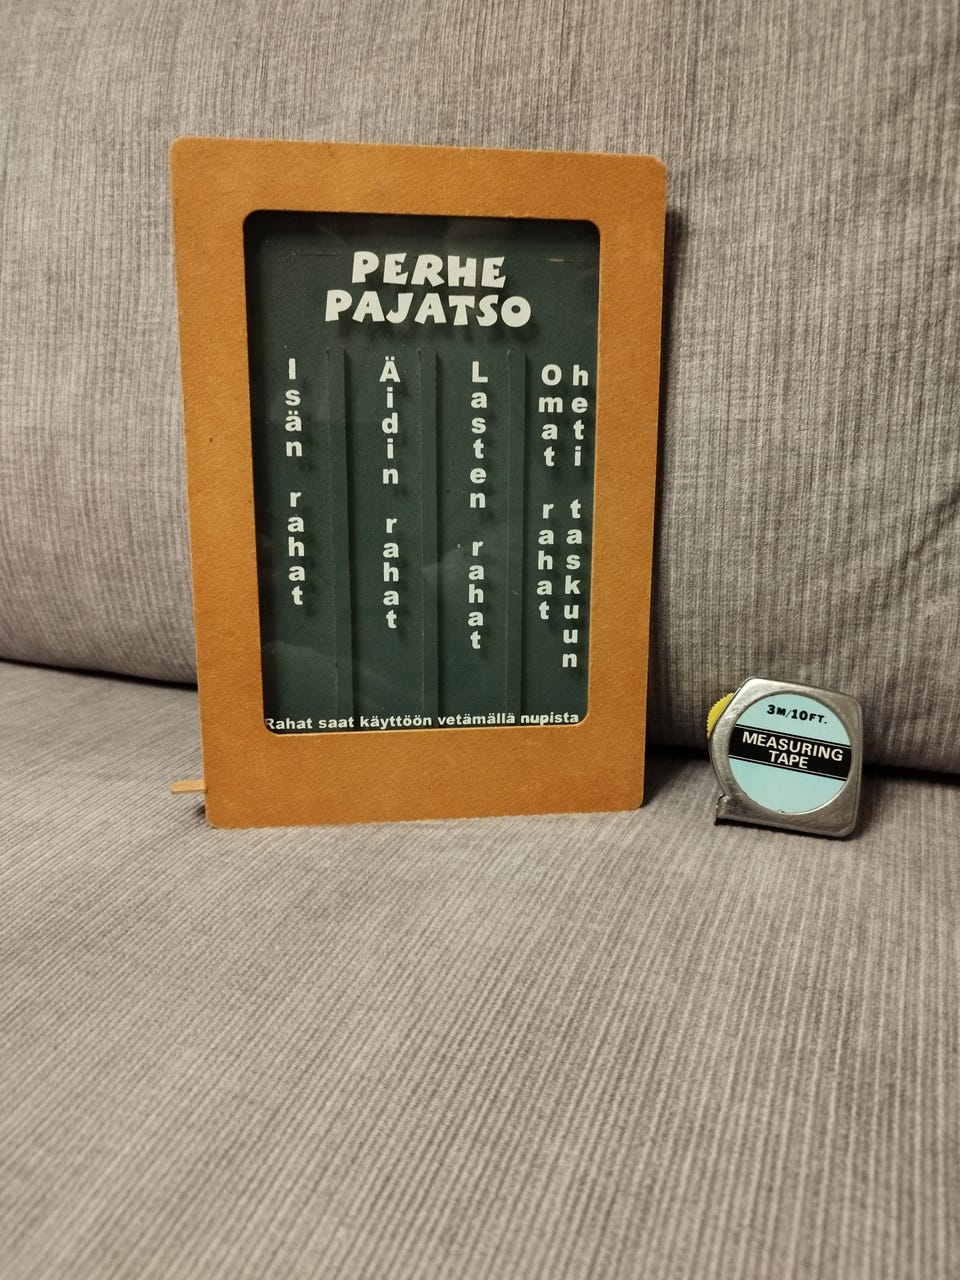 PERHE
PAJATSO
Isän rahat
Äidin rahat
Lasten rahat
Omat rahat
heti taskuun
Rahat saat käyttöön vetämällä nupista
3M/10FT.
MEASURING
TAPE